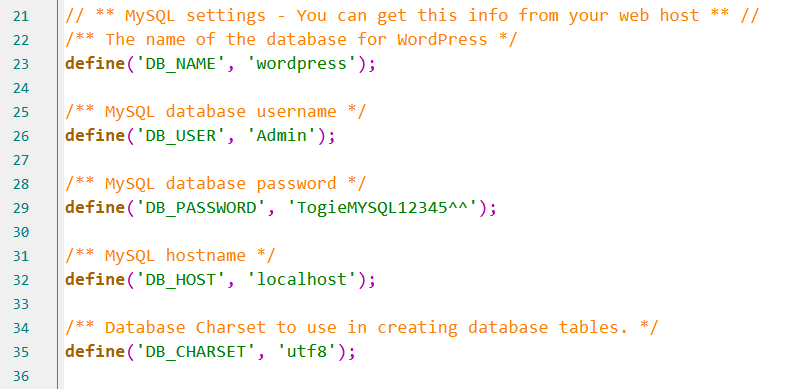 21 // ** MySQL settings - You can get this info from your web host ** //
22 /** The name of the database for WordPress */
23 define('DB_NAME', 'wordpress');
24
25 /** MySQL database username */
26 define('DB_USER', 'Admin');
27
28 /** MySQL database password */
29 define('DB_PASSWORD', 'TogieMYSQL12345^^');
30
31 /** MySQL hostname */
32 define('DB_HOST', 'localhost');
33
34 /** Database Charset to use in creating database tables. */
35 define('DB_CHARSET', 'utf8');
36